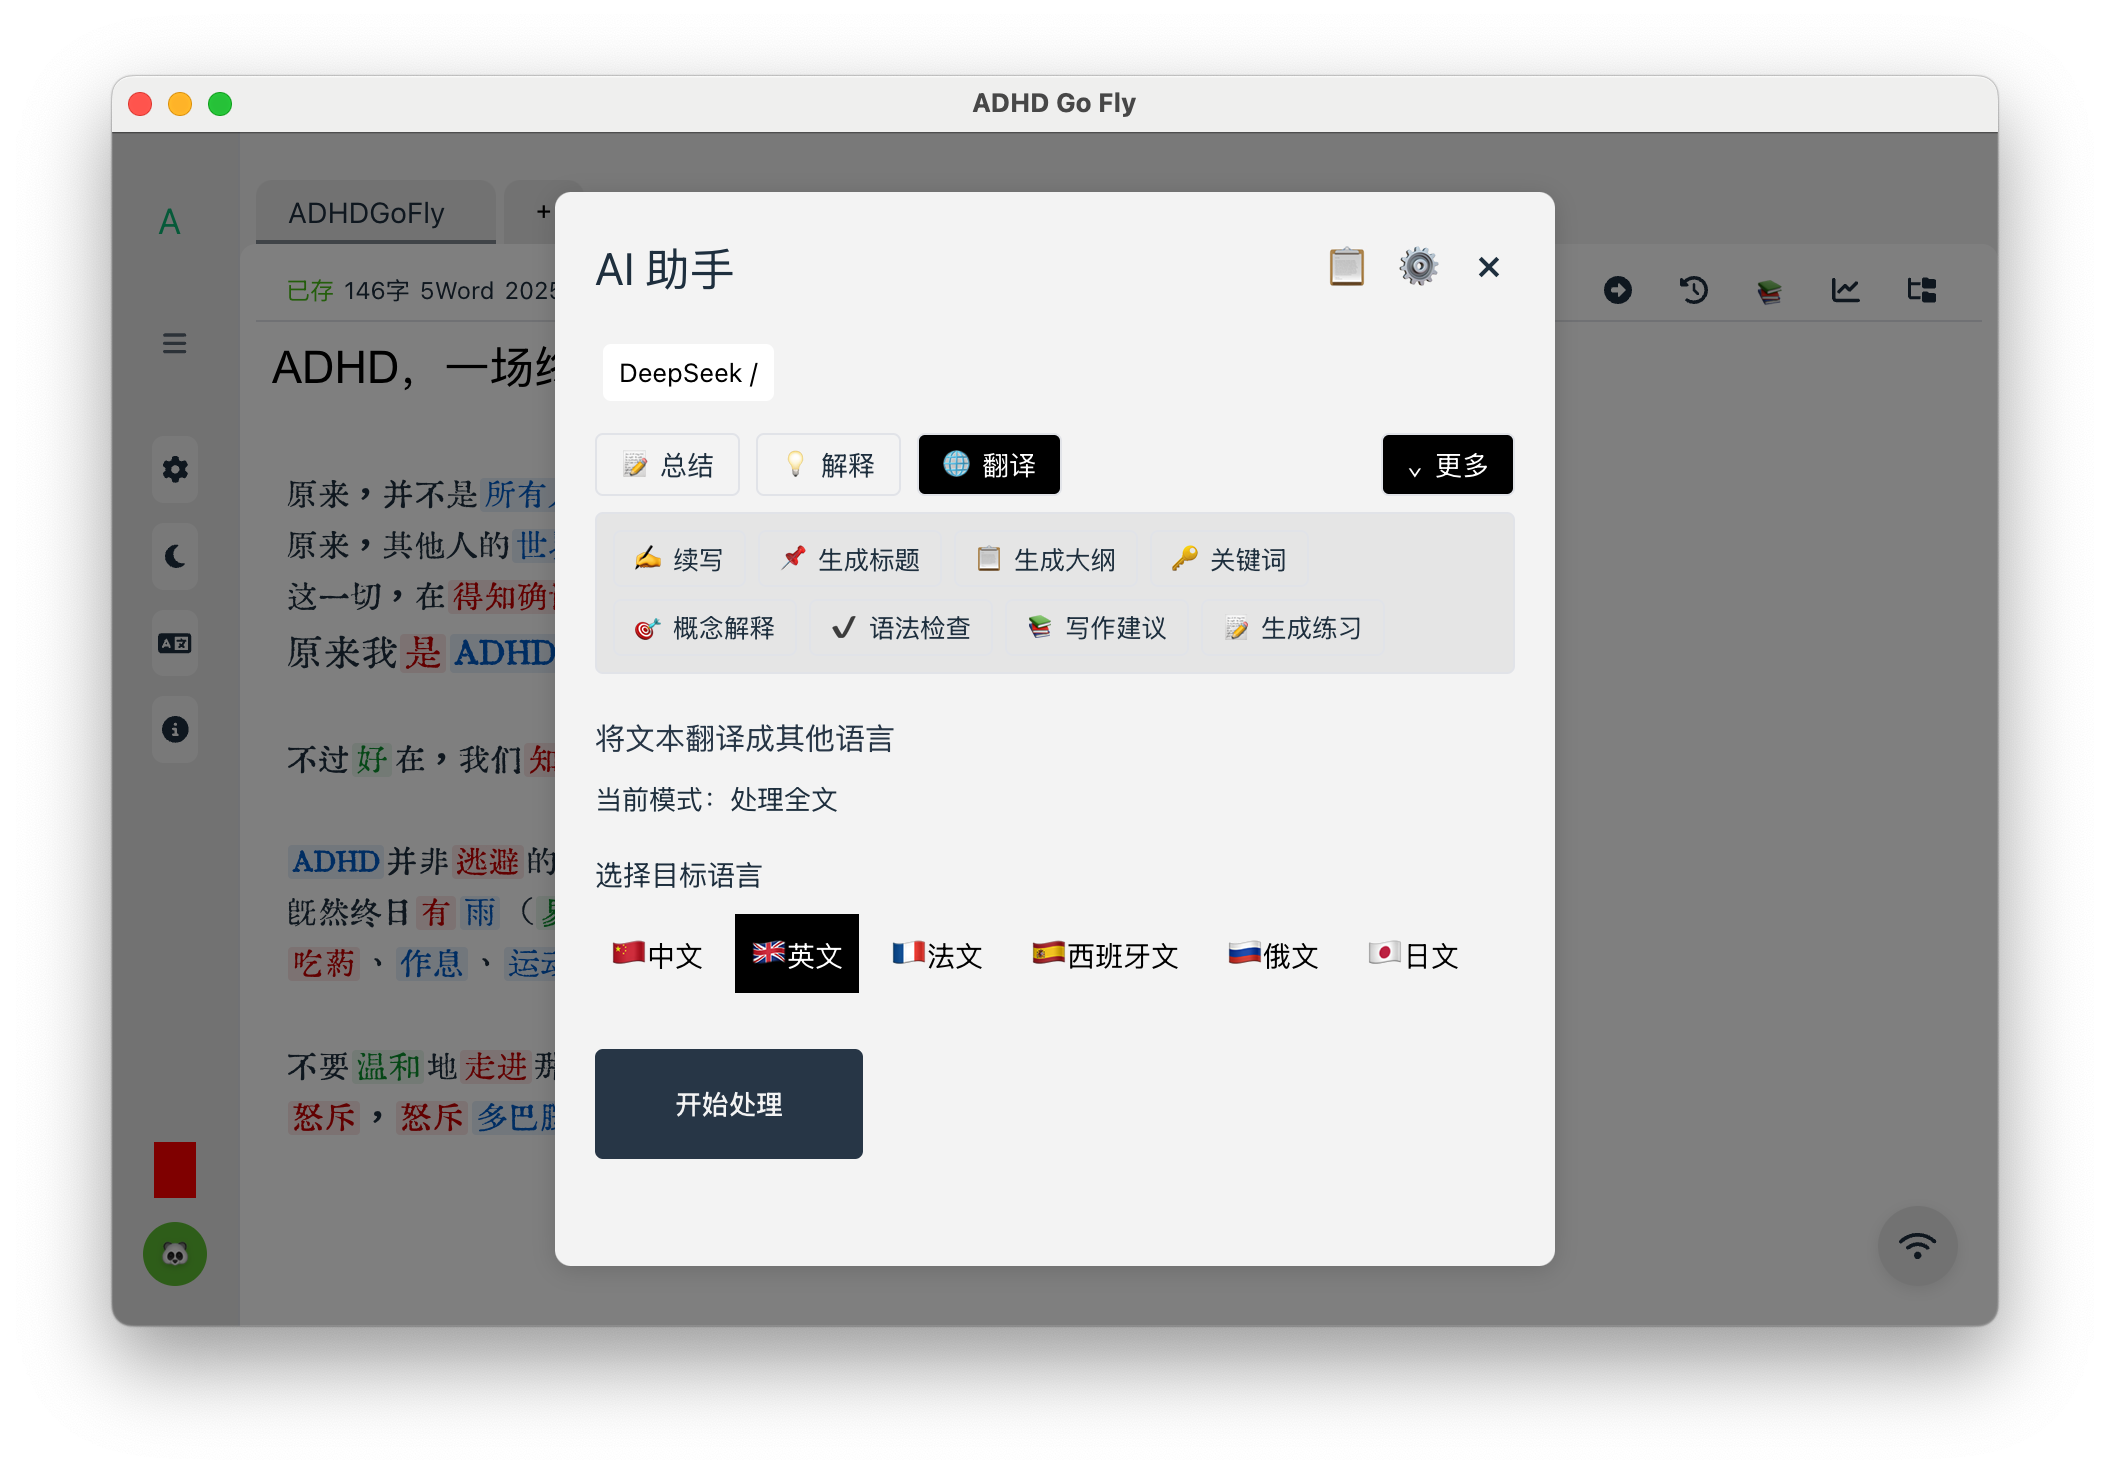 ADHD Go Fly
A
ADHDGoFly
+
已存 146字 5Word 2025
ADHD，一场
原来，并不是所有
原来，其他人的世
这一切，在得知确
原来我是ADHD
不过好在，我们知
ADHD并非逃避的
既然终日有雨（
吃药、作息、运
不要温和地走进
怒斥，怒斥多巴
AI 助手
DeepSeek /
总结
解释
翻译
更多
续写
生成标题
生成大纲
关键词
概念解释
语法检查
写作建议
生成练习
将文本翻译成其他语言
当前模式：处理全文
选择目标语言
中文
英文
法文
西班牙文
俄文
日文
开始处理